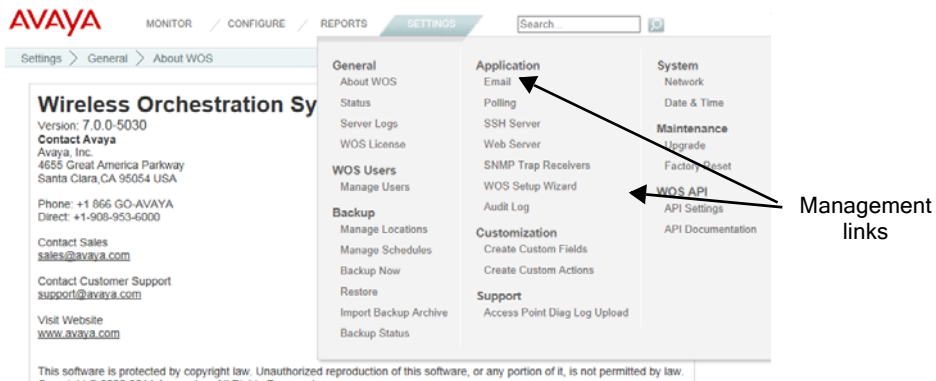 AVAYA
MONITOR / CONFIGURE / REPORTS SETTINGS
Search...
Settings > General > About WOS
Wireless Orchestration Sy
Version: 7.0.0-5030
Contact Avaya
Avaya, Inc.
4655 Great America Parkway
Santa Clara,CA 95054 USA
Phone: +1 866 GO-AVAYA
Direct: +1-908-953-6000
Contact Sales
sales@avaya.com
Contact Customer Support
support@avaya.com
Visit Website
www.avaya.com
This software is protected by copyright law. Unauthorized reproduction of this software, or any portion of it, is not permitted by law.
General
About WOS
Status
Server Logs
WOS License
WOS Users
Manage Users
Backup
Manage Locations
Manage Schedules
Backup Now
Restore
Import Backup Archive
Backup Status
Application
Email
Polling
SSH Server
Web Server
SNMP Trap Receivers
WOS Setup Wizard
Audit Log
Customization
Create Custom Fields
Create Custom Actions
Support
Access Point Diag Log Upload
System
Network
Date & Time
Maintenance
Upgrade
Factory Reset
WOS API
API Settings
API Documentation
Management
links